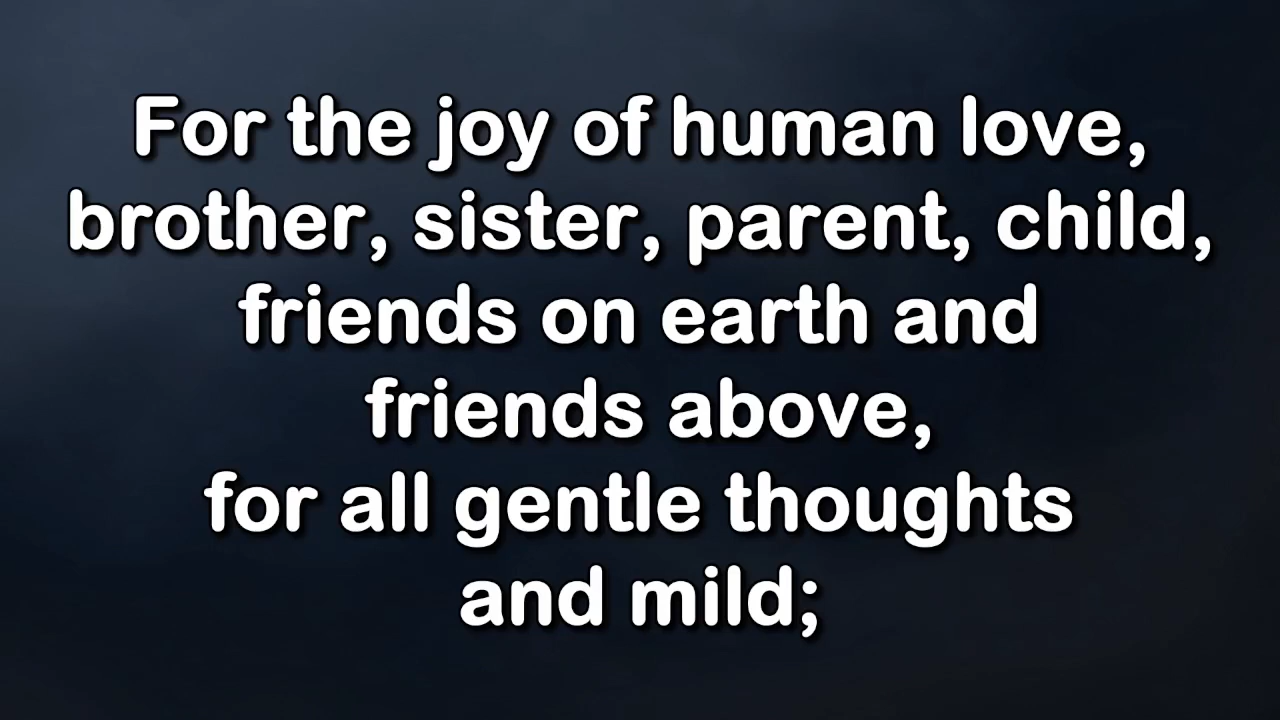 For the joy of human love,
brother, sister, parent, child,
friends on earth and
friends above,
for all gentle thoughts
and mild;